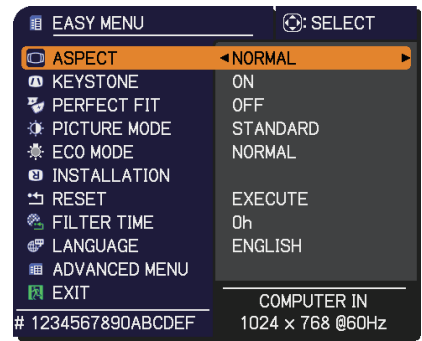 EASY MENU : SELECT
ASPECT NORMAL
KEYSTONE ON
PERFECT FIT OFF
PICTURE MODE STANDARD
ECO MODE NORMAL
INSTALLATION
RESET EXECUTE
FILTER TIME 0h
LANGUAGE ENGLISH
ADVANCED MENU
EXIT
COMPUTER IN
# 1234567890ABCDEF 1024 x 768 @60Hz